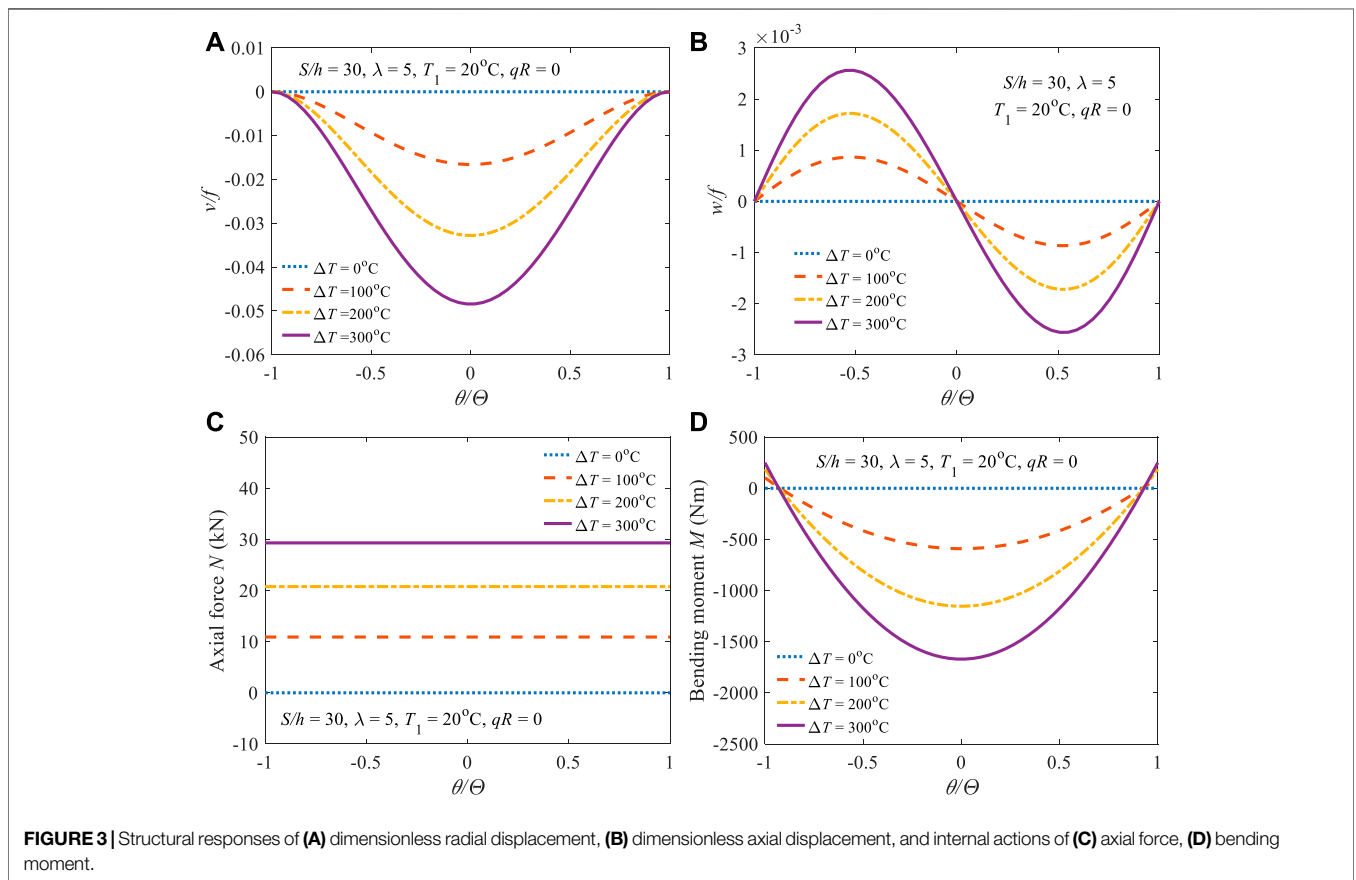 A
0.01
0
-0.01
-0.02
-0.03
-0.04
-0.05
-0.06
v/f
S/h = 30, λ = 5, T1 = 20°C, qR = 0
ΔT = 0°C
ΔT =100°C
ΔT =200°C
ΔT =300°C
-1
-0.5
0
0.5
1
θ/Θ
B
×10-3
3
2
1
0
-1
-2
-3
w/f
S/h = 30, λ = 5
T1 = 20°C, qR = 0
ΔT = 0°C
ΔT = 100°C
ΔT = 200°C
ΔT = 300°C
-1
-0.5
0
0.5
1
θ/Θ
C
50
40
30
20
10
0
-10
Axial force N (kN)
ΔT = 0°C
ΔT = 100°C
ΔT = 200°C
ΔT = 300°C
S/h = 30, λ = 5, T1 = 20°C, qR = 0
-1
-0.5
0
0.5
1
θ/Θ
D
500
0
-500
-1000
-1500
-2000
-2500
Bending moment M (Nm)
S/h = 30, λ = 5, T1 = 20°C, qR = 0
ΔT = 0°C
ΔT = 100°C
ΔT = 200°C
ΔT = 300°C
-1
-0.5
0
0.5
1
θ/Θ
FIGURE 3 | Structural responses of (A) dimensionless radial displacement, (B) dimensionless axial displacement, and internal actions of (C) axial force, (D) bending
moment.